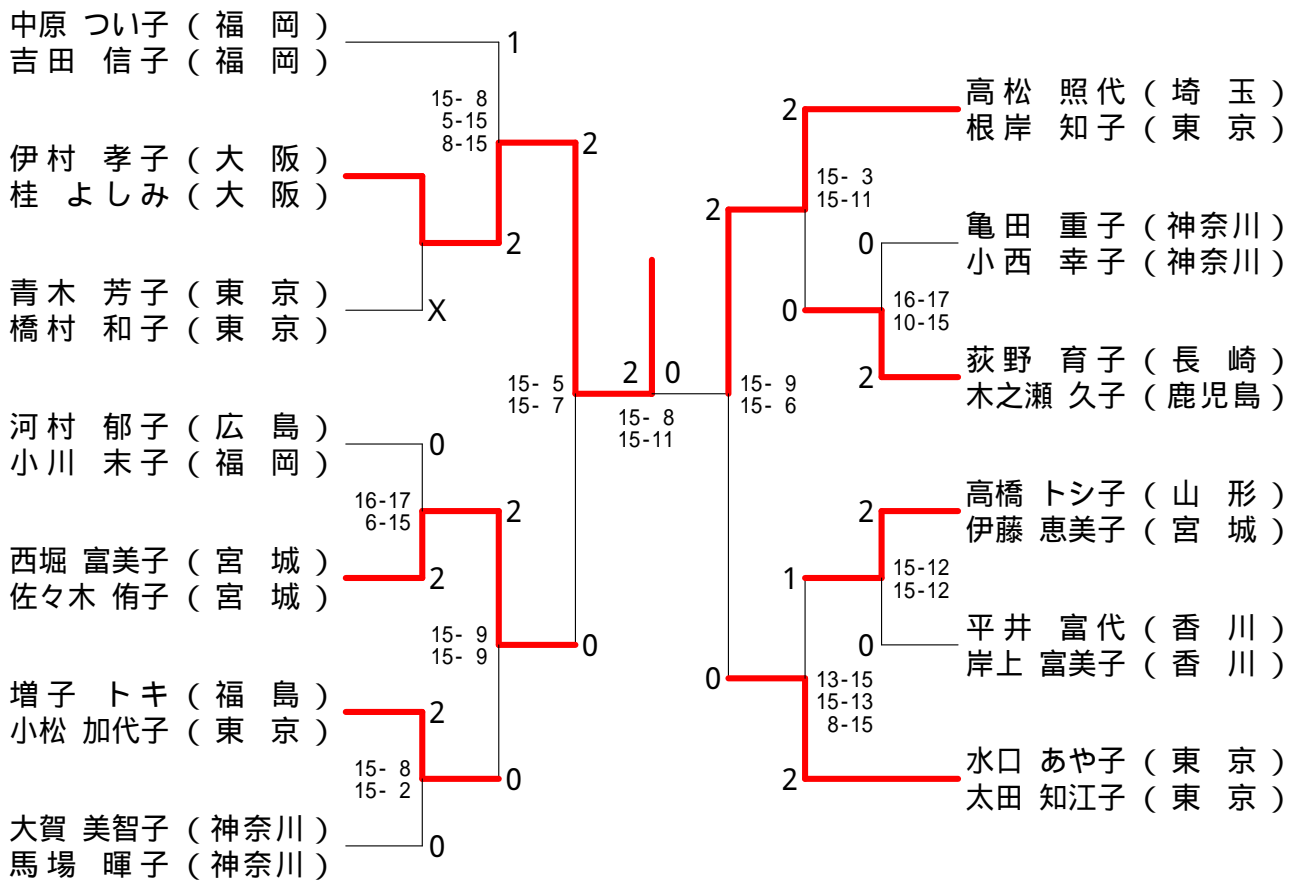 中原 つい子 ( 福 岡 )
吉田 信子 ( 福 岡 )
1
15- 8
5-15
8-15
2
伊村 孝子 ( 大 阪 )
桂 よしみ ( 大 阪 )
2
青木 芳子 ( 東 京 )
橋村 和子 ( 東 京 )
X
15- 5
15- 7
河村 郁子 ( 広 島 )
小川 末子 ( 福 岡 )
0
16-17
6-15
2
西堀 富美子 ( 宮 城 )
佐々木 侑子 ( 宮 城 )
2
15- 9
15- 9
0
増子 トキ ( 福 島 )
小松 加代子 ( 東 京 )
2
15- 8
15- 2
0
大賀 美智子 ( 神奈川 )
馬場 暉子 ( 神奈川 )
0
2 0
15- 8
15-11
高松 照代 ( 埼 玉 )
根岸 知子 ( 東 京 )
2
15- 3
15-11
2
亀田 重子 ( 神奈川 )
小西 幸子 ( 神奈川 )
0
16-17
10-15
0
荻野 育子 ( 長 崎 )
木之瀬 久子 ( 鹿児島 )
2
15- 9
15- 6
高橋 トシ子 ( 山 形 )
伊藤 恵美子 ( 宮 城 )
2
15-12
15-12
1
平井 富代 ( 香 川 )
岸上 富美子 ( 香 川 )
0
0
13-15
15-13
8-15
水口 あや子 ( 東 京 )
太田 知江子 ( 東 京 )
2